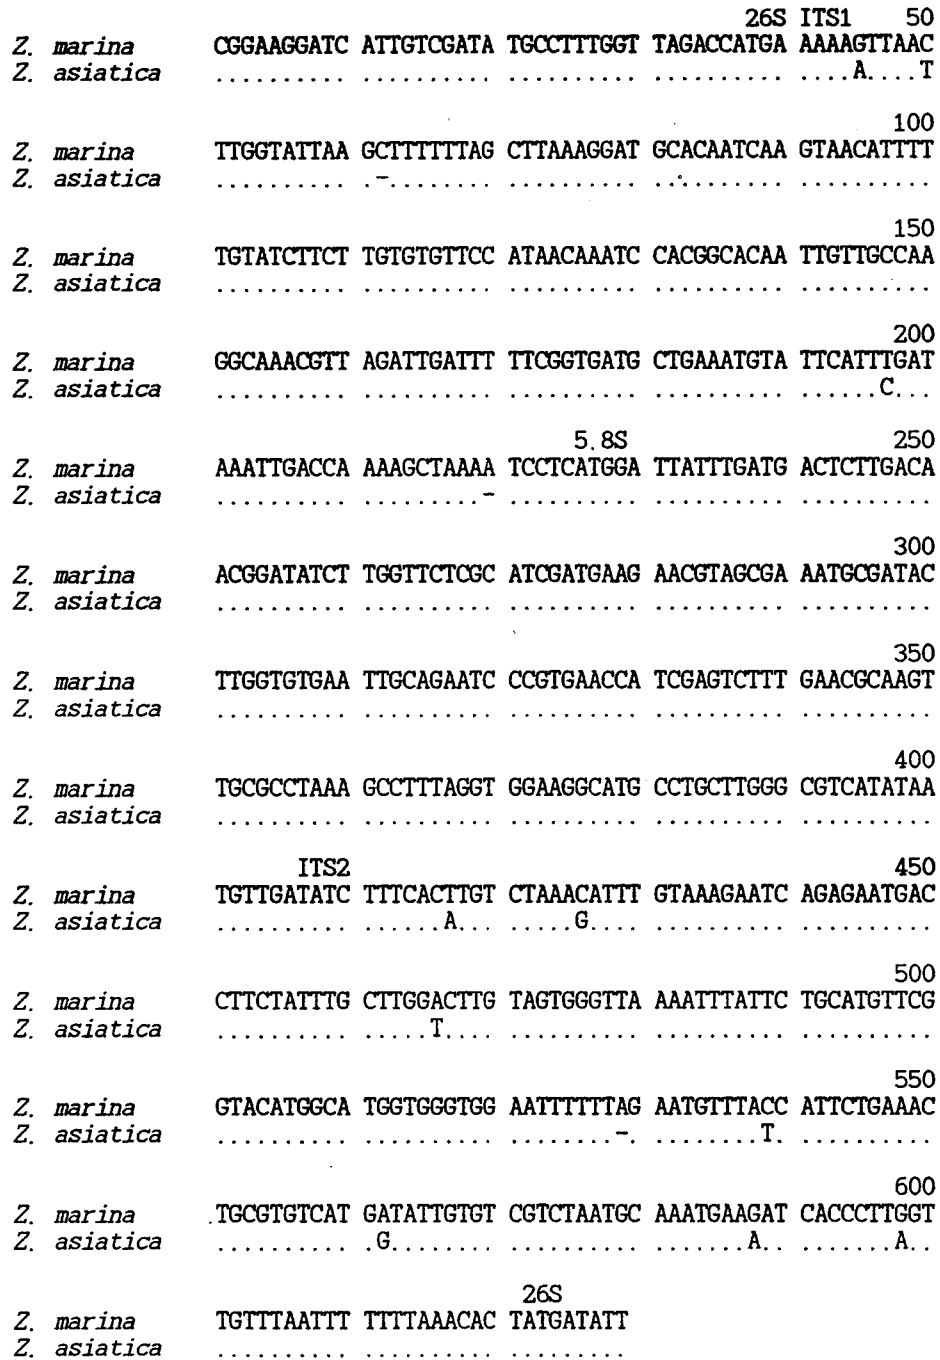 26S ITS1 50
Z. marina CGGAAGGATC ATTGTCGATA TGCCTTTGGT TAGACCATGA AAAAGTTAAC
Z. asiatica .......... .......... .......... .......... ....A....T
100
Z. marina TTGGTATTAA GCTTTTTTAG CTTAAAGGAT GCACAATCAA GTAACATTTT
Z. asiatica .......... .-........ .......... .......... ..........
150
Z. marina TGTATCTTCT TGTGTGTTCC ATAACAAATC CACGGCACAA TTGTTGCCAA
Z. asiatica .......... .......... .......... .......... ..........
200
Z. marina GGCAAACGTT AGATTGATTT TTCGGTGATG CTGAAATGTA TTCATTTGAT
Z. asiatica .......... .......... .......... .......... ......C...
5.8S 250
Z. marina AAATTGACCA AAAGCTAAAA TCCTCATGGA TTATTTGATG ACTCTTGACA
Z. asiatica .......... .........- .......... .......... ..........
300
Z. marina ACGGATATCT TGGTTCTCGC ATCGATGAAG AACGTAGCGA AATGCGATAC
Z. asiatica .......... .......... .......... .......... ..........
350
Z. marina TTGGTGTGAA TTGCAGAATC CCGTGAACCA TCGAGTCTTT GAACGCAAGT
Z. asiatica .......... .......... .......... .......... ..........
400
Z. marina TGCGCCTAAA GCCTTTAGGT GGAAGGCATG CCTGCTTGGG CGTCATATAA
Z. asiatica .......... .......... .......... .......... ..........
ITS2 450
Z. marina TGTTGATATC TTTCACTTGT CTAAACATTT GTAAAGAATC AGAGAATGAC
Z. asiatica .......... ......A... .....G.... .......... ..........
500
Z. marina CTTCTATTTG CTTGGACTTG TAGTGGGTTA AAATTTATTC TGCATGTTCG
Z. asiatica .......... .....T.... .......... .......... ..........
550
Z. marina GTACATGGCA TGGTGGGTGG AATTTTTTAG AATGTTTACC ATTCTGAAAC
Z. asiatica .......... .......... ........-. ........T. ..........
600
Z. marina TGCGTGTCAT GATATTGTGT CGTCTAATGC AAATGAAGAT CACCCTTGGT
Z. asiatica .......... .G........ .......... .......A.. .......A..
26S
Z. marina TGTTTAATTT TTTTAAACAC TATGATATT
Z. asiatica .......... .......... .........